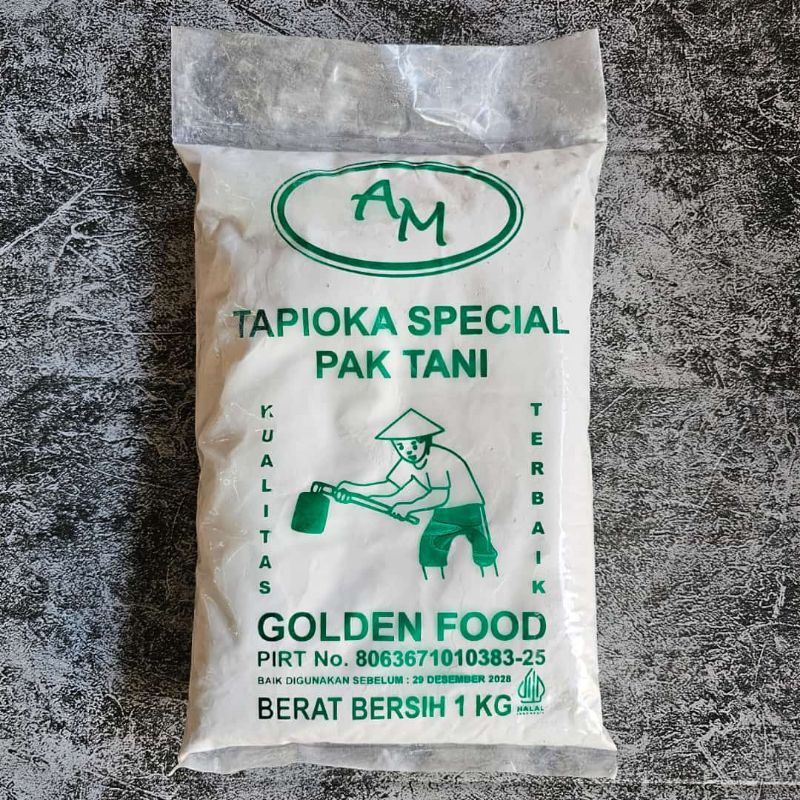 AM
TAPIOKA SPECIAL
PAK TANI
KUALITAS
TERBAIK
GOLDEN FOOD
PIRT No. 8063671010383-25
BAIK DIGUNAKAN SEBELUM : 29 DESEMBER 2028
BERAT BERSIH 1 KG
HALAL
INDONESIA